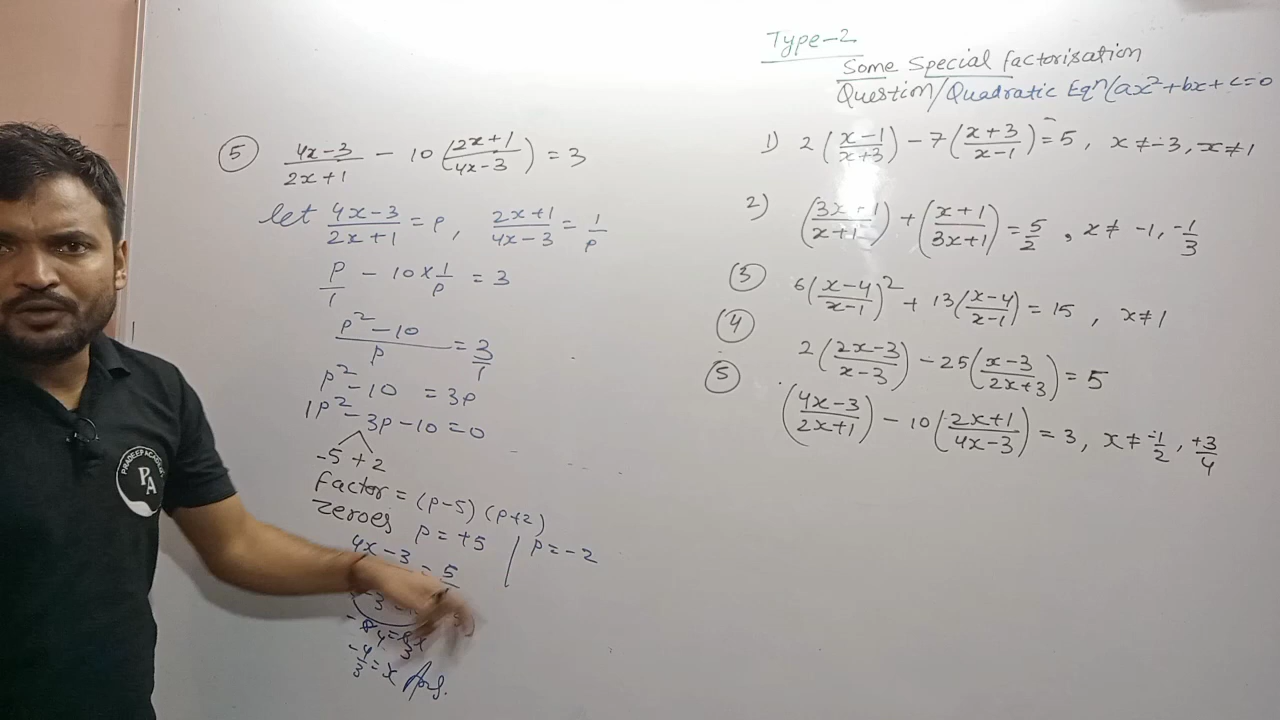 Type-2
Some Special factorisation
Question/Quadratic Eqn(ax²+bx+c=0
1) 2((x-1)/(x+3)) - 7((x+3)/(x-1)) = 5, x≠-3, x≠1
2) ((3x+1)/(x+1)) + ((x+1)/(3x+1)) = 5/2, x≠ -1, -1/3
(3) 6((x-4)/(x-1))² + 13((x-4)/(x-1)) = 15, x≠1
(4) 2((2x-3)/(x-3)) - 25((x-3)/(2x+3)) = 5
(5) ((4x-3)/(2x+1)) - 10((2x+1)/(4x-3)) = 3, x≠ -1/2, +3/4
(5) (4x-3)/(2x+1) - 10((2x+1)/(4x-3)) = 3
let (4x-3)/(2x+1) = P, (2x+1)/(4x-3) = 1/P
P/1 - 10×1/P = 3
(P²-10)/P = 3/1
P²-10 = 3P
1P²-3P-10=0
-5 +2
factor = (P-5) (P+2)
Zeroes P = +5 | P = -2
4x-3 = 5
-4/3 = x Ans.
PRADEEP ACADEMY
PA